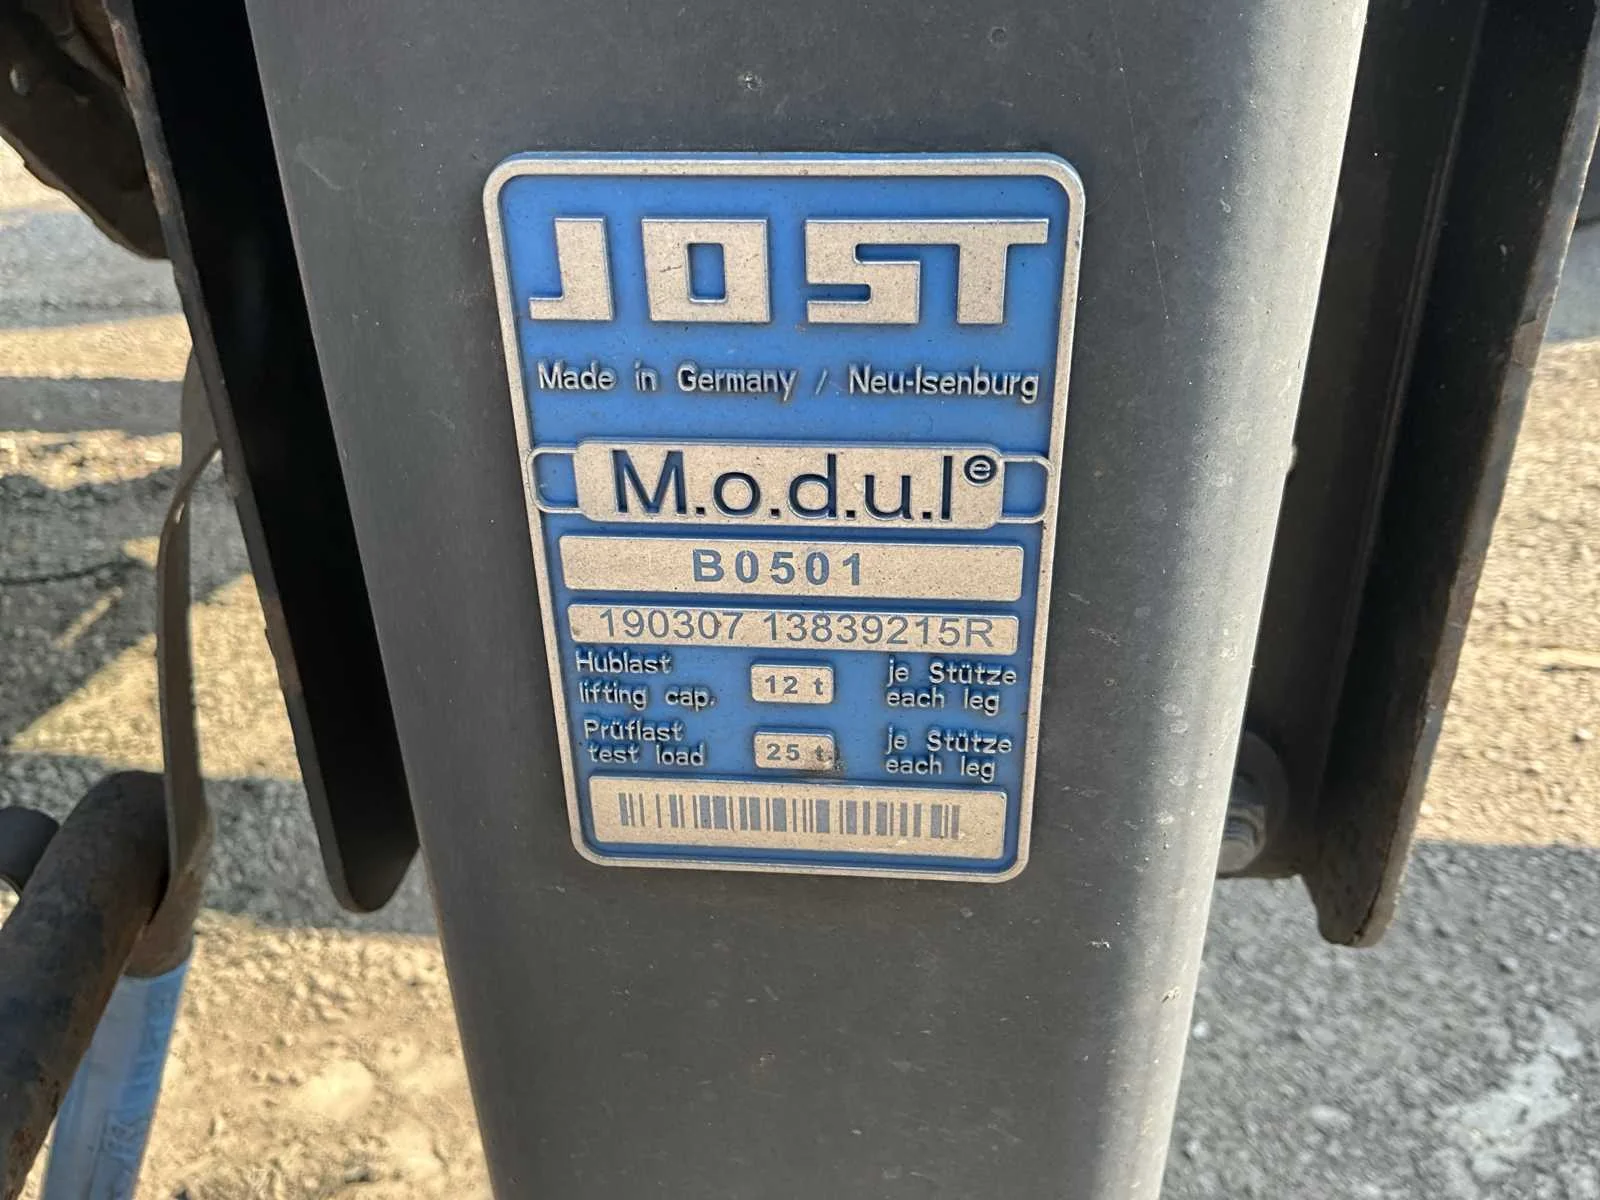 JOST
Made in Germany / Neu-Isenburg
M.o.d.u.l ⓔ
B0501
190307 13839215R
Hublast
lifting cap.
12 t
je Stütze
each leg
Prüflast
test load
25 t
je Stütze
each leg